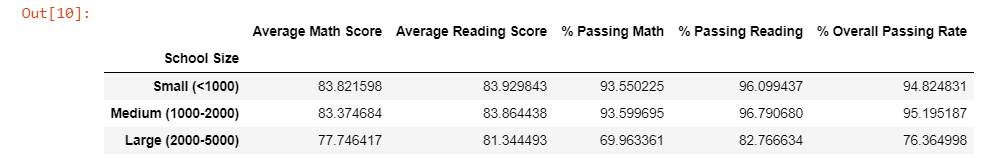 Out[10]:
Average Math Score Average Reading Score % Passing Math % Passing Reading % Overall Passing Rate
School Size
Small (<1000) 83.821598 83.929843 93.550225 96.099437 94.824831
Medium (1000-2000) 83.374684 83.864438 93.599695 96.790680 95.195187
Large (2000-5000) 77.746417 81.344493 69.963361 82.766634 76.364998